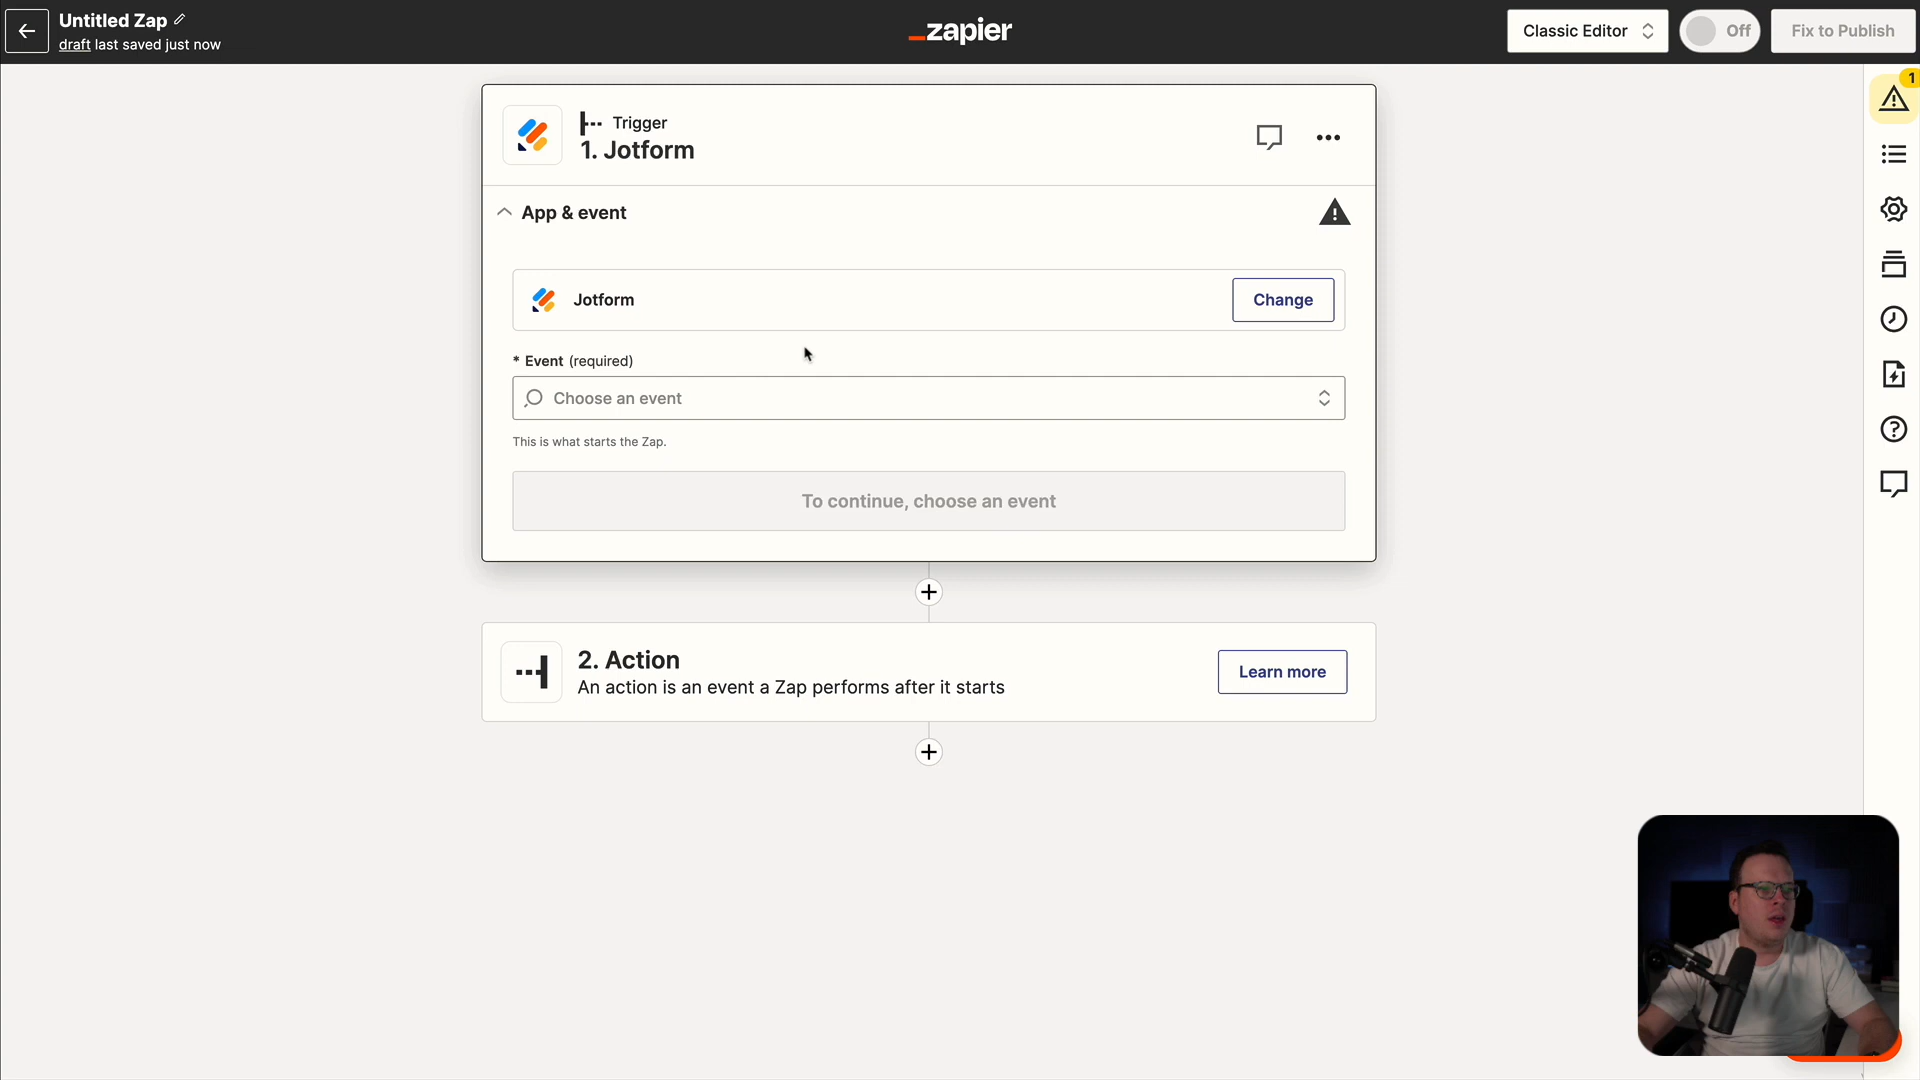 Untitled Zap
draft last saved just now
zapier
Classic Editor
Off
Fix to Publish
1
Trigger
1. Jotform
App & event
Jotform
Change
* Event (required)
Choose an event
This is what starts the Zap.
To continue, choose an event
2. Action
An action is an event a Zap performs after it starts
Learn more